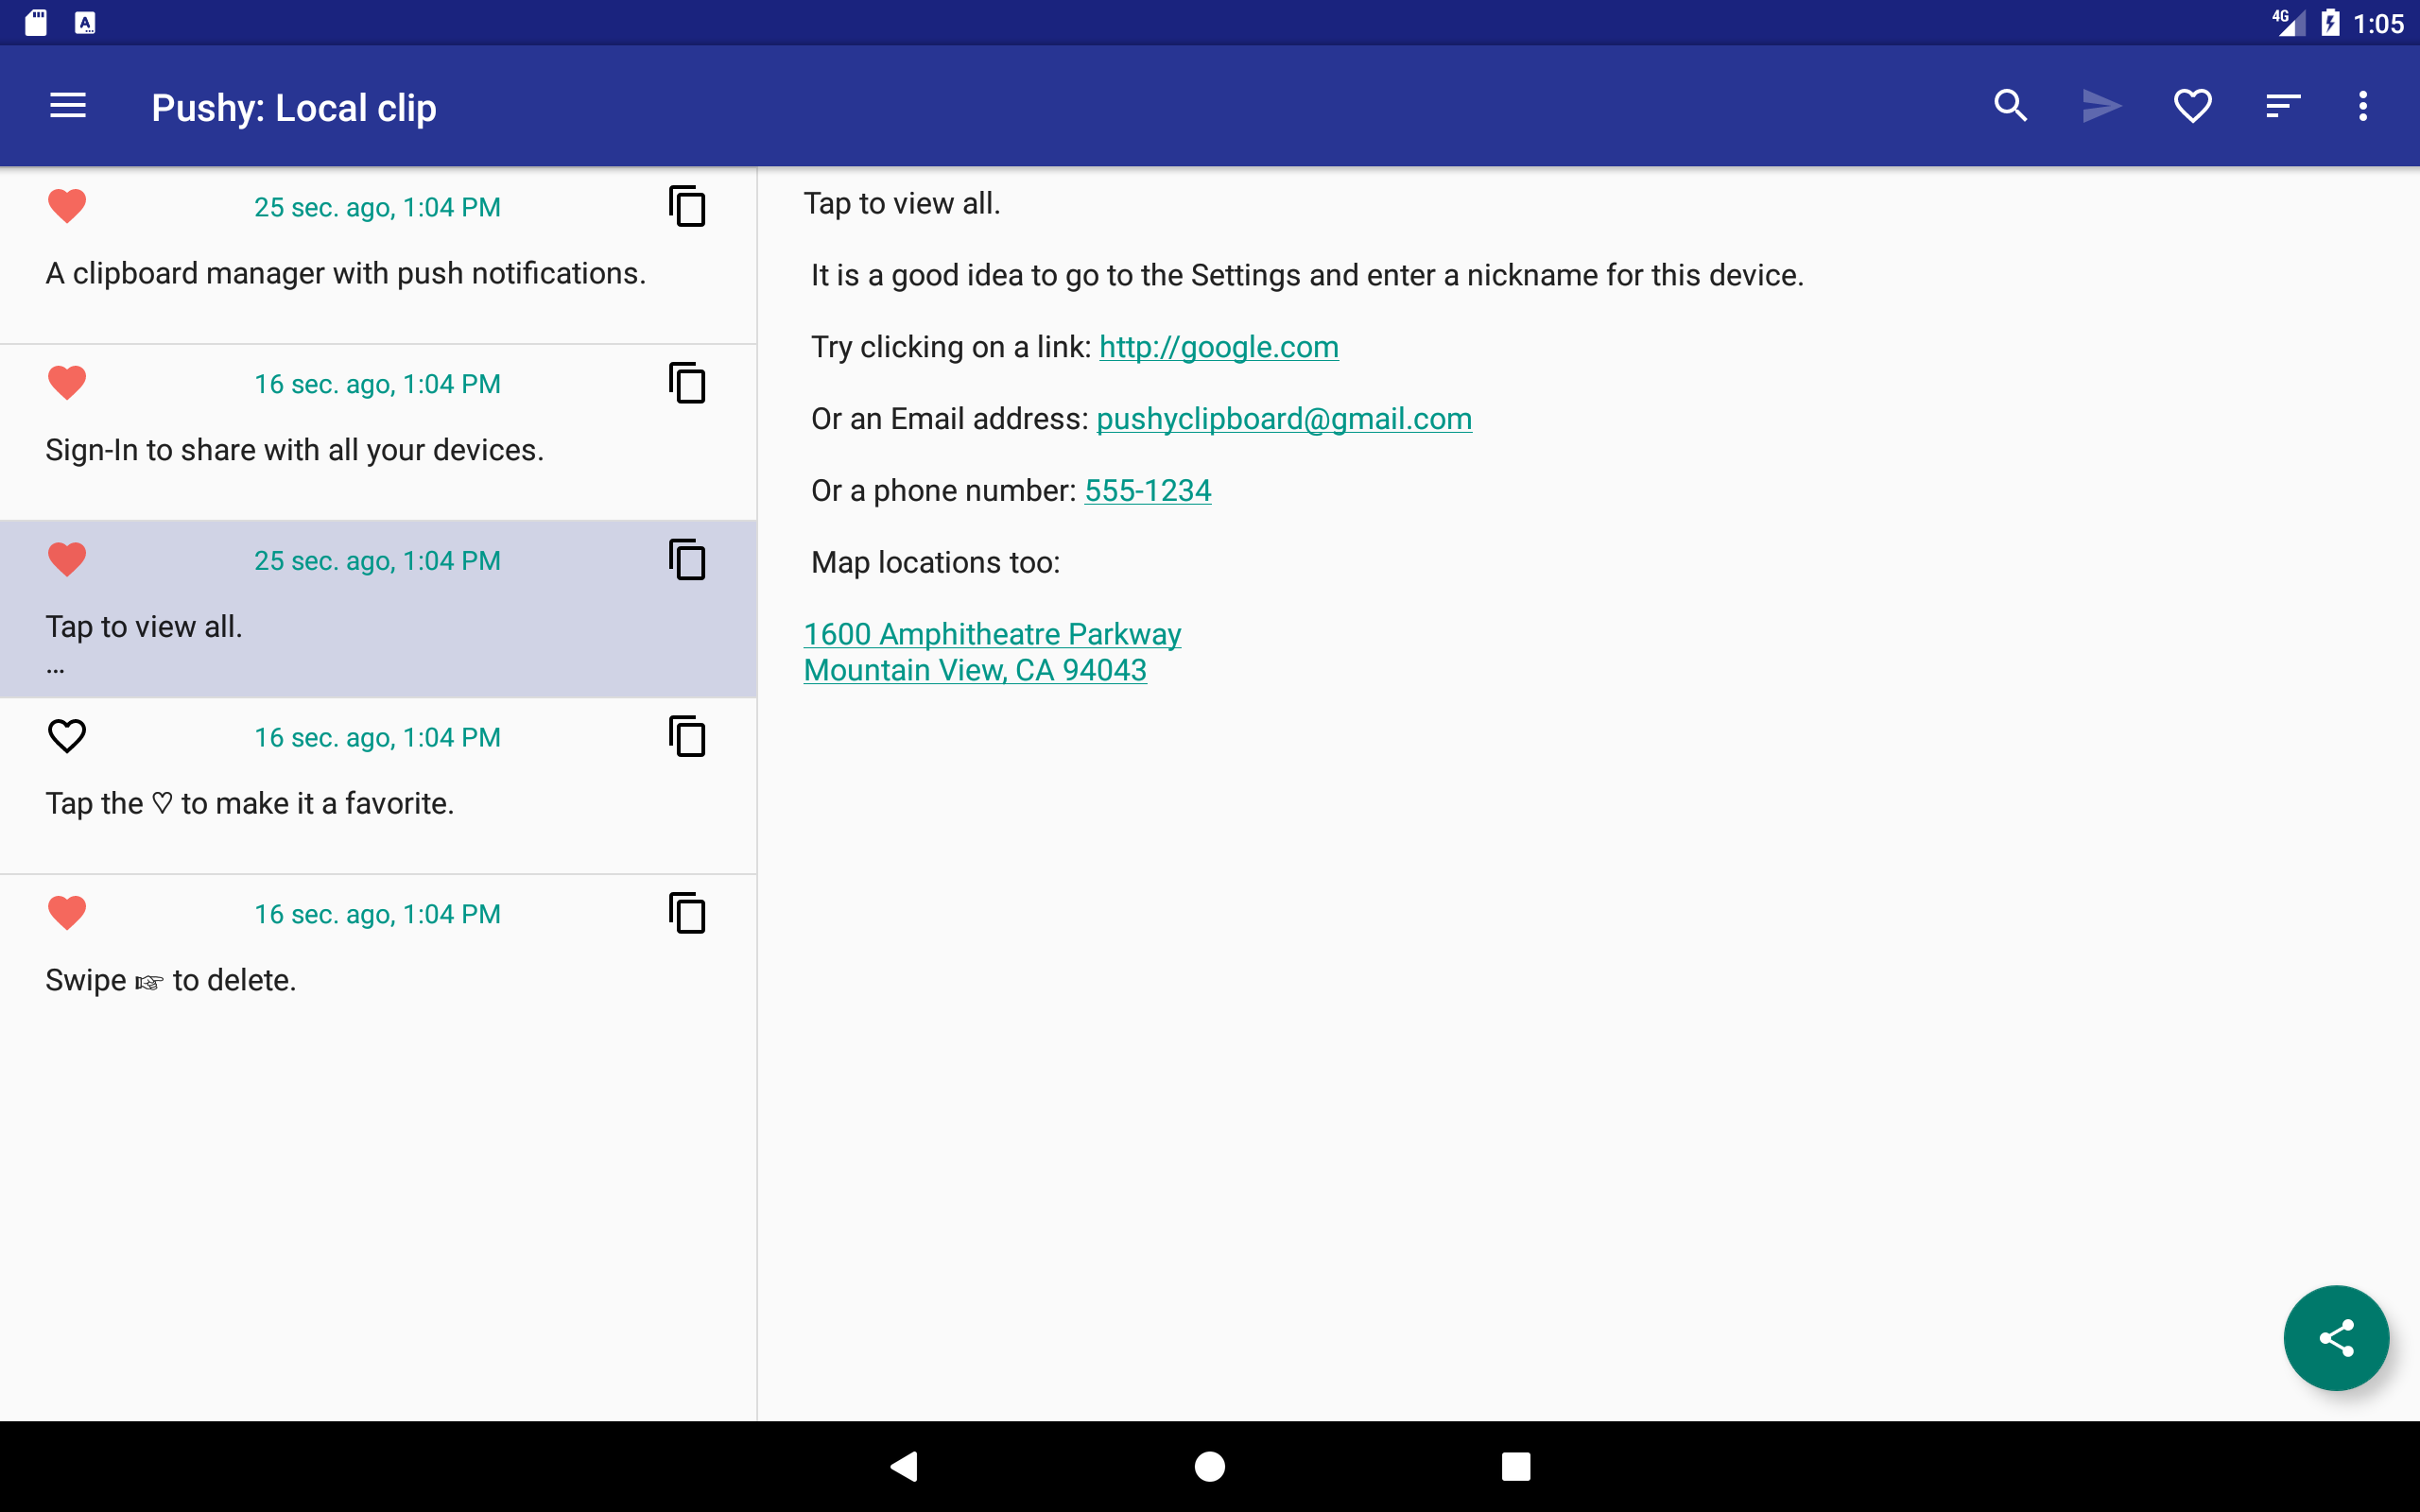 4G 1:05
Pushy: Local clip
25 sec. ago, 1:04 PM
A clipboard manager with push notifications.
16 sec. ago, 1:04 PM
Sign-In to share with all your devices.
25 sec. ago, 1:04 PM
Tap to view all.
...
16 sec. ago, 1:04 PM
Tap the ♡ to make it a favorite.
16 sec. ago, 1:04 PM
Swipe ☞ to delete.
Tap to view all.
It is a good idea to go to the Settings and enter a nickname for this device.
Try clicking on a link: http://google.com
Or an Email address: pushyclipboard@gmail.com
Or a phone number: 555-1234
Map locations too:
1600 Amphitheatre Parkway
Mountain View, CA 94043